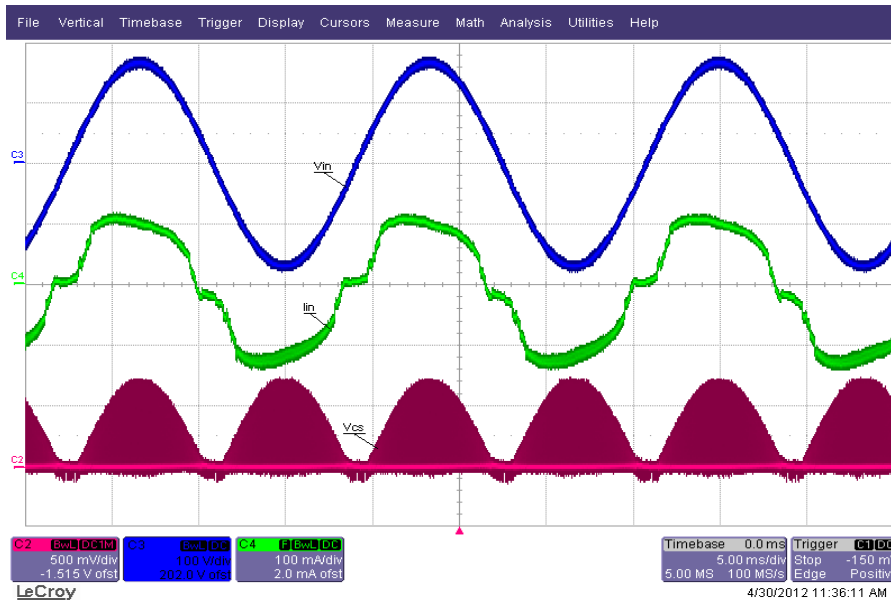 File Vertical Timebase Trigger Display Cursors Measure Math Analysis Utilities Help
C3
Vin
C4
Iin
Vcs
C2
C2 BwL DC1M C3 BwL DC C4 F BwL DC Timebase 0.0 ms Trigger C1 DC
500 mV/div 100 V/div 100 mA/div 5.00 ms/div Stop -150 m
-1.515 V ofst 202.0 V ofst 2.0 mA ofst 5.00 MS 100 MS/s Edge Positiv
LeCroy 4/30/2012 11:36:11 AM